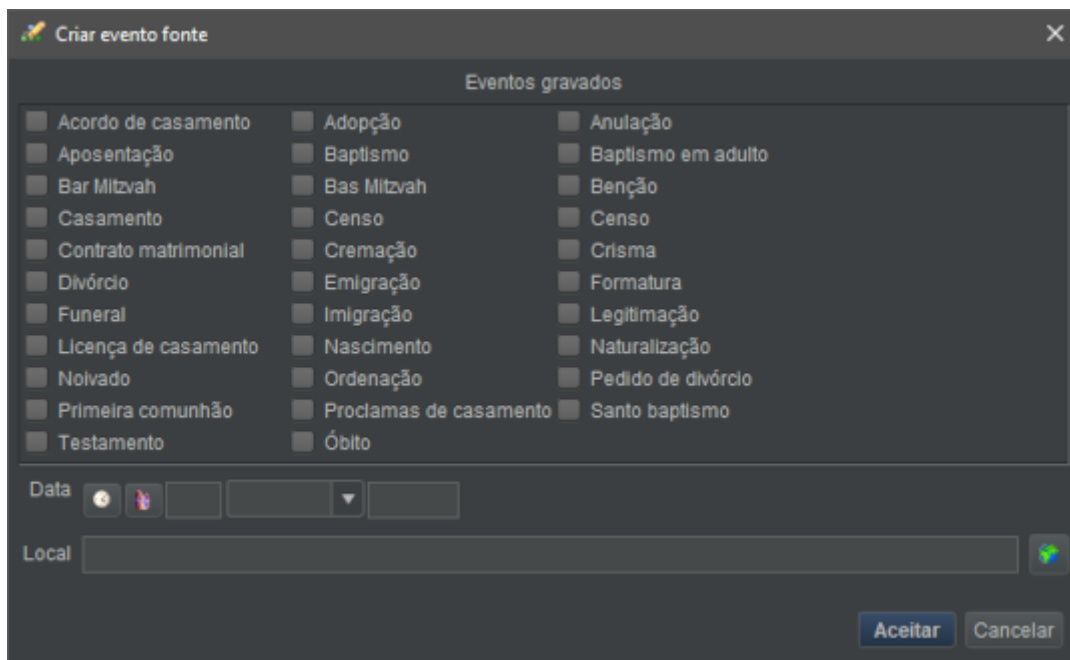 Criar evento fonte
Eventos gravados
Acordo de casamento Adopção Anulação
Aposentação Baptismo Baptismo em adulto
Bar Mitzvah Bas Mitzvah Benção
Casamento Censo Censo
Contrato matrimonial Cremação Crisma
Divórcio Emigração Formatura
Funeral Imigração Legitimação
Licença de casamento Nascimento Naturalização
Noivado Ordenação Pedido de divórcio
Primeira comunhão Proclamas de casamento Santo baptismo
Testamento Óbito
Data
Local
Aceitar Cancelar